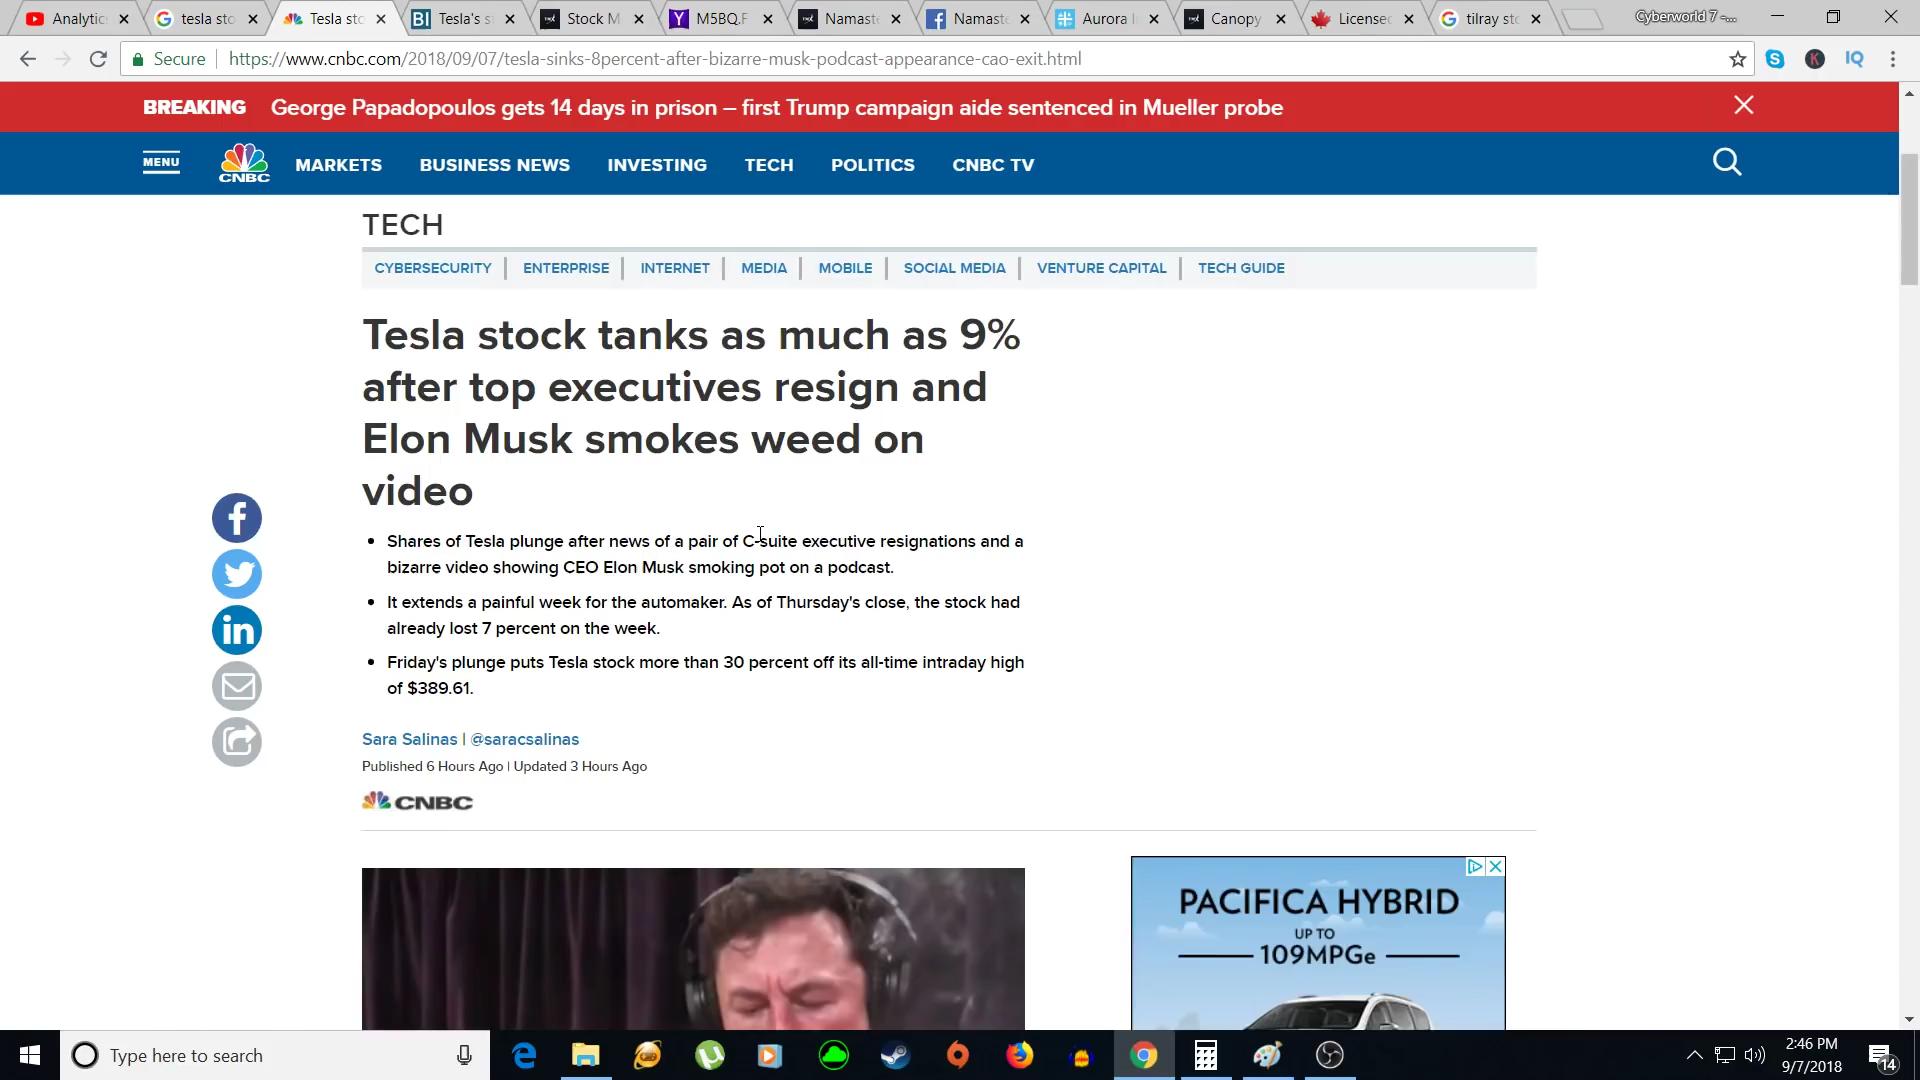 Analytic
tesla sto
Tesla sto
Tesla's s
Stock M
M5BQ.F
Namaste
Namaste
Aurora I
Canopy
Licensed
tilray sto
Cyberworld 7 -...
Secure
https://www.cnbc.com/2018/09/07/tesla-sinks-8percent-after-bizarre-musk-podcast-appearance-cao-exit.html
BREAKING George Papadopoulos gets 14 days in prison – first Trump campaign aide sentenced in Mueller probe
MENU CNBC MARKETS BUSINESS NEWS INVESTING TECH POLITICS CNBC TV
TECH
CYBERSECURITY | ENTERPRISE | INTERNET | MEDIA | MOBILE | SOCIAL MEDIA | VENTURE CAPITAL | TECH GUIDE
Tesla stock tanks as much as 9%
after top executives resign and
Elon Musk smokes weed on
video
• Shares of Tesla plunge after news of a pair of C-suite executive resignations and a
bizarre video showing CEO Elon Musk smoking pot on a podcast.
• It extends a painful week for the automaker. As of Thursday's close, the stock had
already lost 7 percent on the week.
• Friday's plunge puts Tesla stock more than 30 percent off its all-time intraday high
of $389.61.
Sara Salinas | @saracsalinas
Published 6 Hours Ago | Updated 3 Hours Ago
CNBC
PACIFICA HYBRID
UP TO
109MPGe
Type here to search
2:46 PM
9/7/2018
14